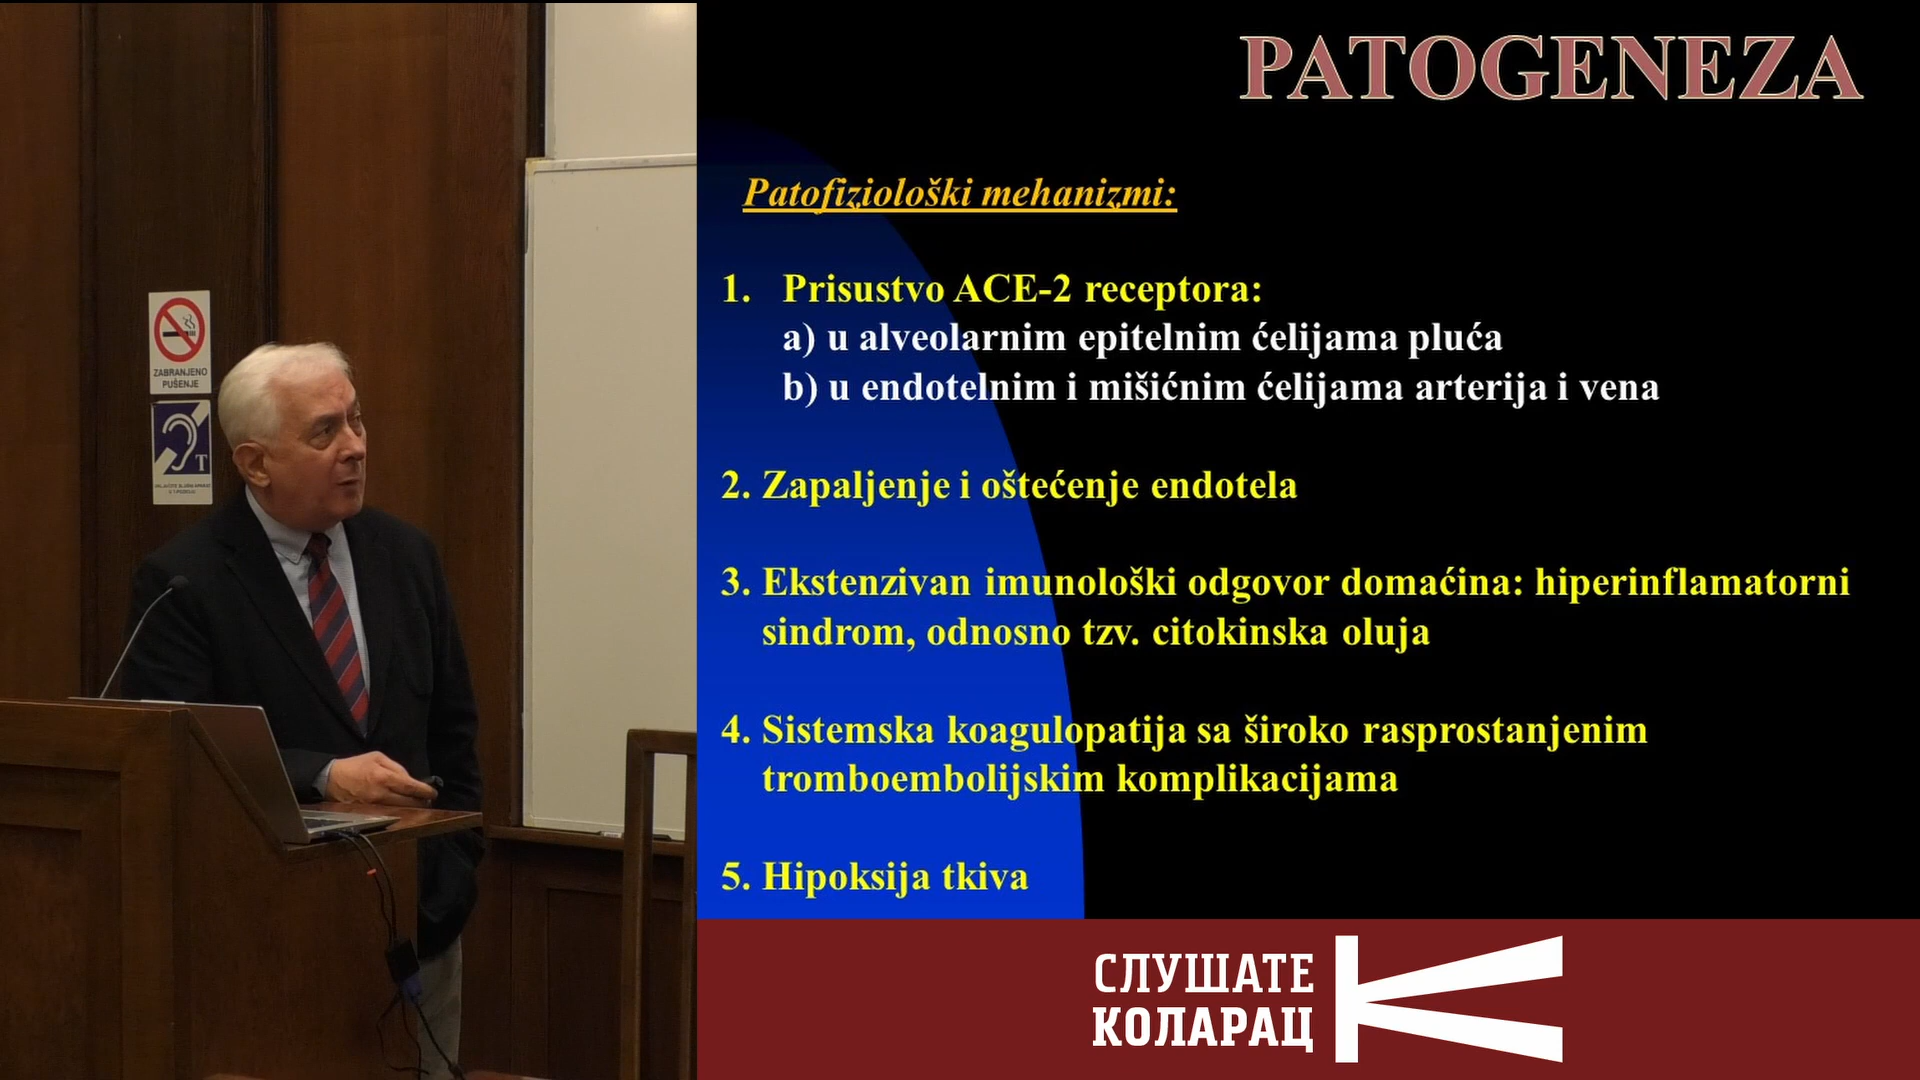 PATOGENEZA
Patofiziološki mehanizmi:
1. Prisustvo ACE-2 receptora:
a) u alveolarnim epitelnim ćelijama pluća
b) u endotelnim i mišićnim ćelijama arterija i vena
2. Zapaljenje i oštećenje endotela
3. Ekstenzivan imunološki odgovor domaćina: hiperinflamatorni
sindrom, odnosno tzv. citokinska oluja
4. Sistemska koagulopatija sa široko rasprostanjenim
tromboembolijskim komplikacijama
5. Hipoksija tkiva
ZABRANJENO
PUŠENJE
T
СЛУШАТЕ
КОЛАРАЦ